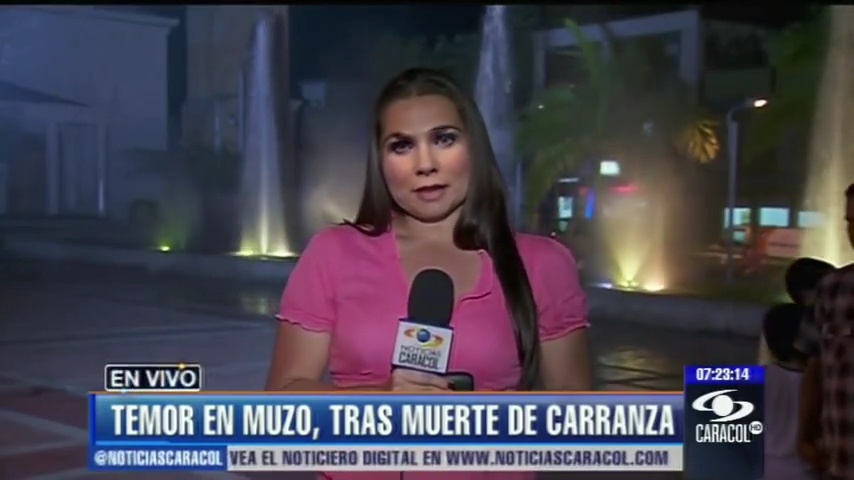 NOTICIAS
CARACOL
EN VIVO
07:23:14
TEMOR EN MUZO, TRAS MUERTE DE CARRANZA
CARACOL HD
@NOTICIASCARACOL VEA EL NOTICIERO DIGITAL EN WWW.NOTICIASCARACOL.COM